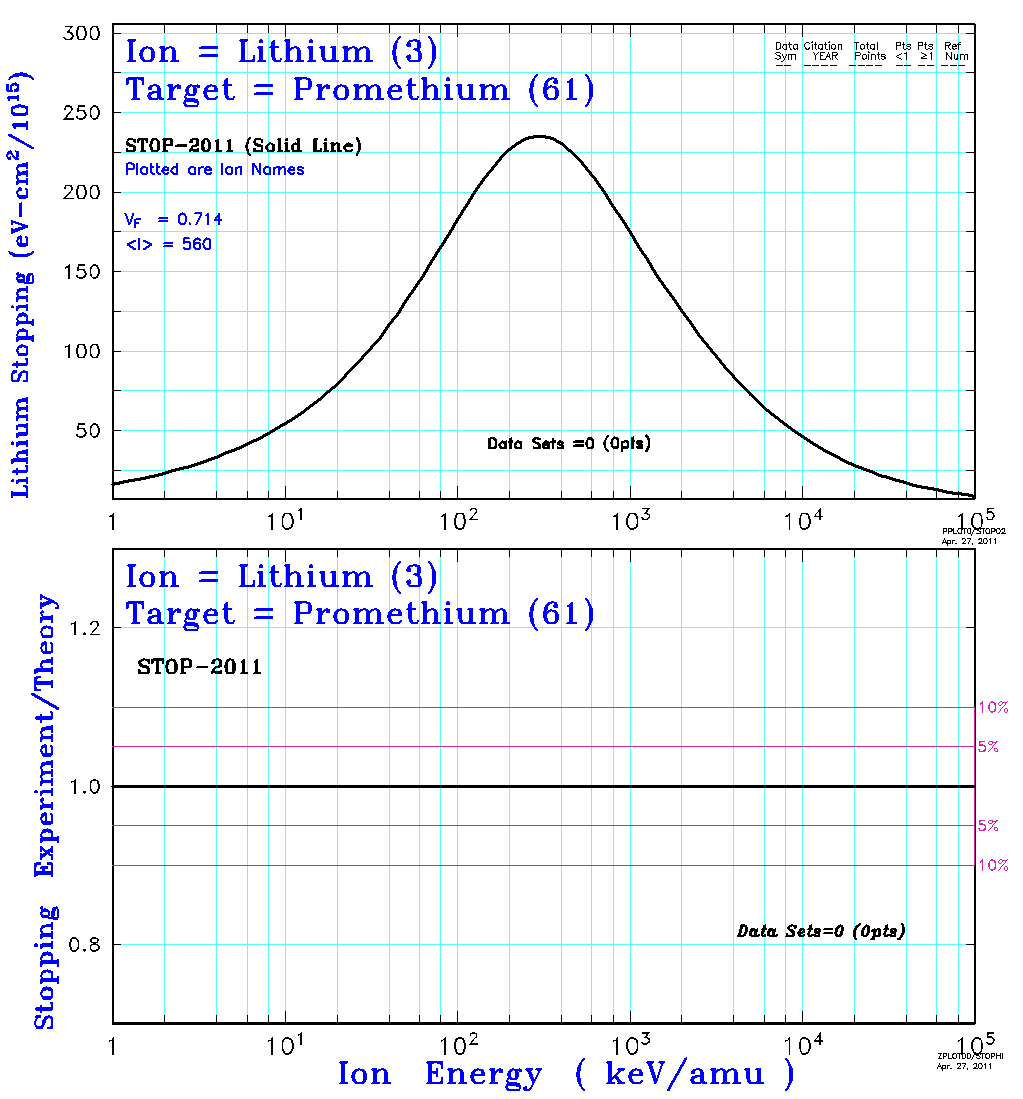 Ion = Lithium (3)
Target = Promethium (61)
STOP-2011 (Solid Line)
Plotted are Ion Names
VF = 0.714
<I> = 560
Data Citation Total Pts Pts Ref
Sym YEAR Points <1 ≥1 Num
Data Sets =0 (0pts)
Lithium Stopping (eV-cm²/10¹⁵)
300
250
200
150
100
50
1 10¹ 10² 10³ 10⁴ 10⁵
PPLOT0/STOP02
Apr. 27, 2011
Ion = Lithium (3)
Target = Promethium (61)
STOP-2011
Data Sets=0 (0pts)
Stopping Experiment/Theory
1.2
1.0
0.8
10%
5%
5%
10%
1 10¹ 10² 10³ 10⁴ 10⁵
Ion Energy ( keV/amu )
ZPLOT0D/STOPHI
Apr. 27, 2011